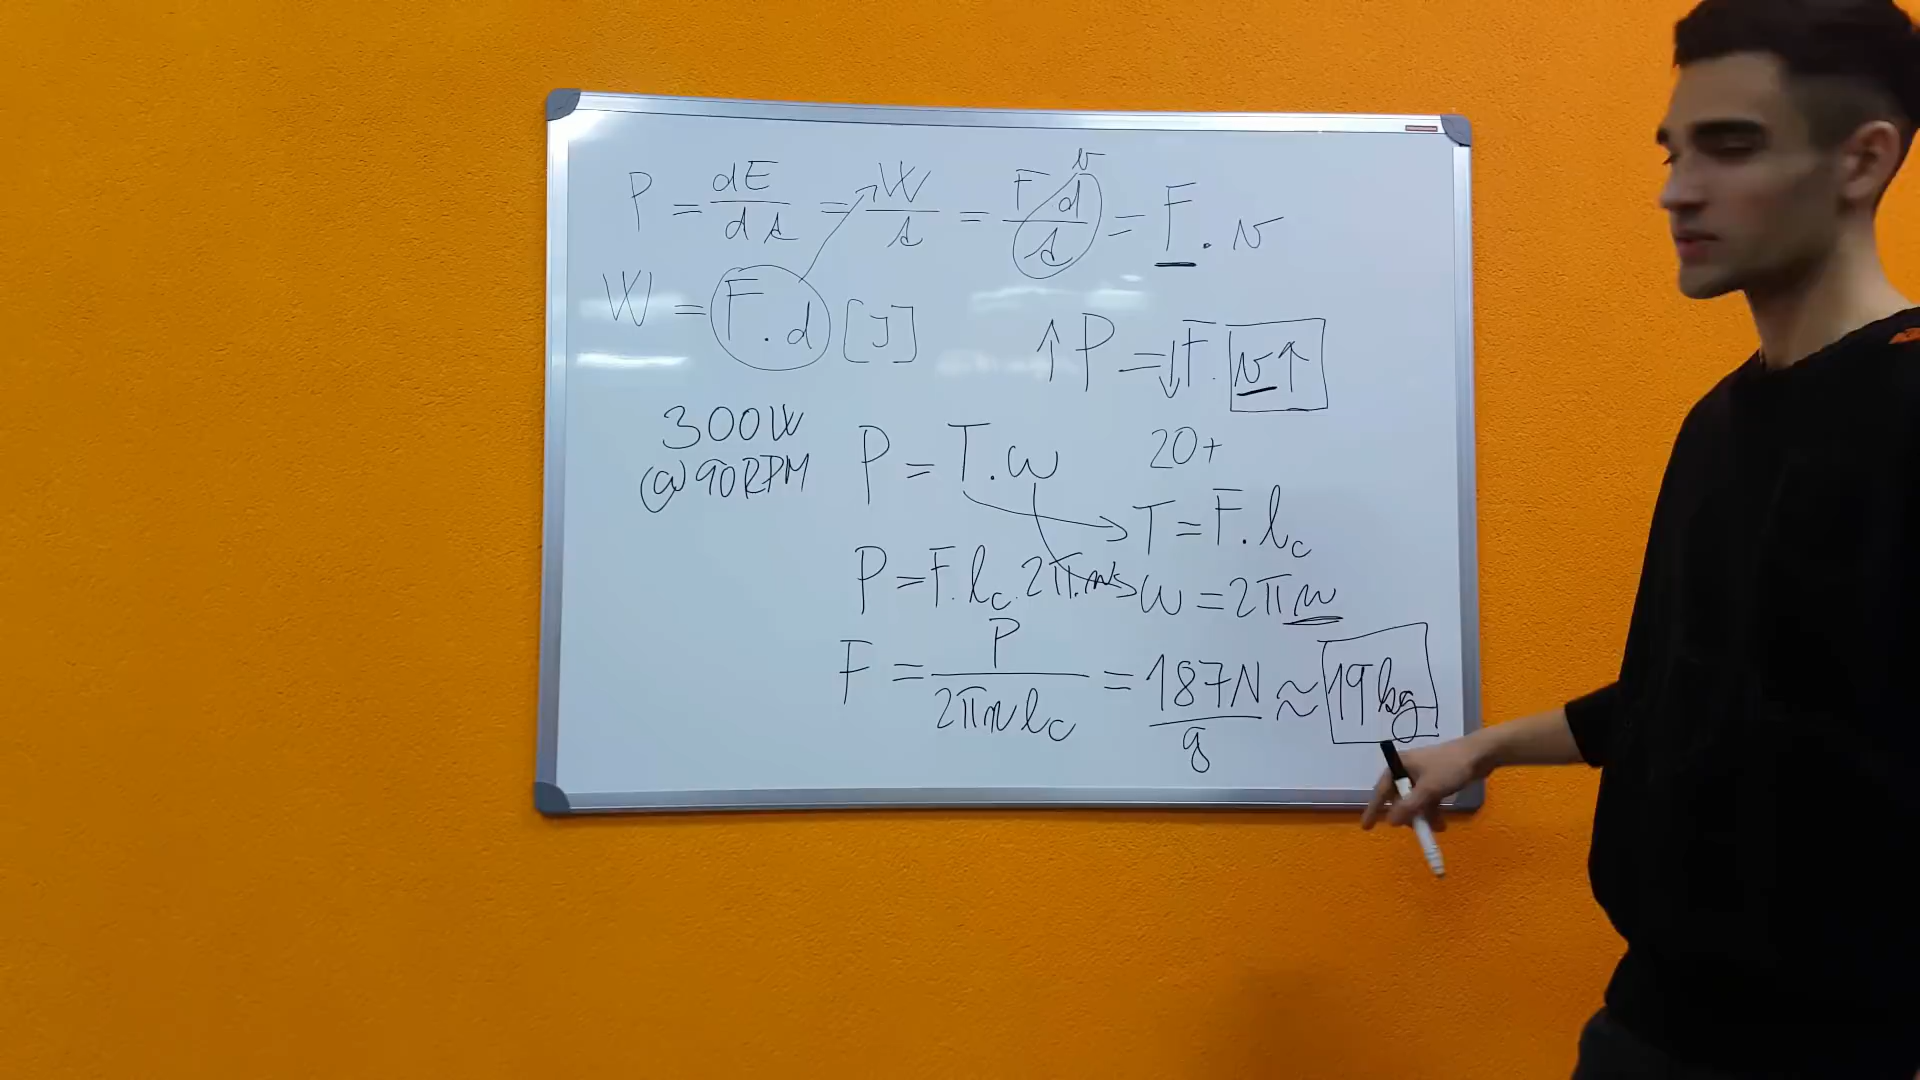 P = dE/dt = W/t = F.d/t = F . v
v
W = F.d [J]
↑P = ↓F. v↑
300W
@90RPM
P = T.ω
20+
T = F.lc
P = F.lc.2π.n
ω = 2πn
F = P/2πnlc = 187N/g ≈ 19kg